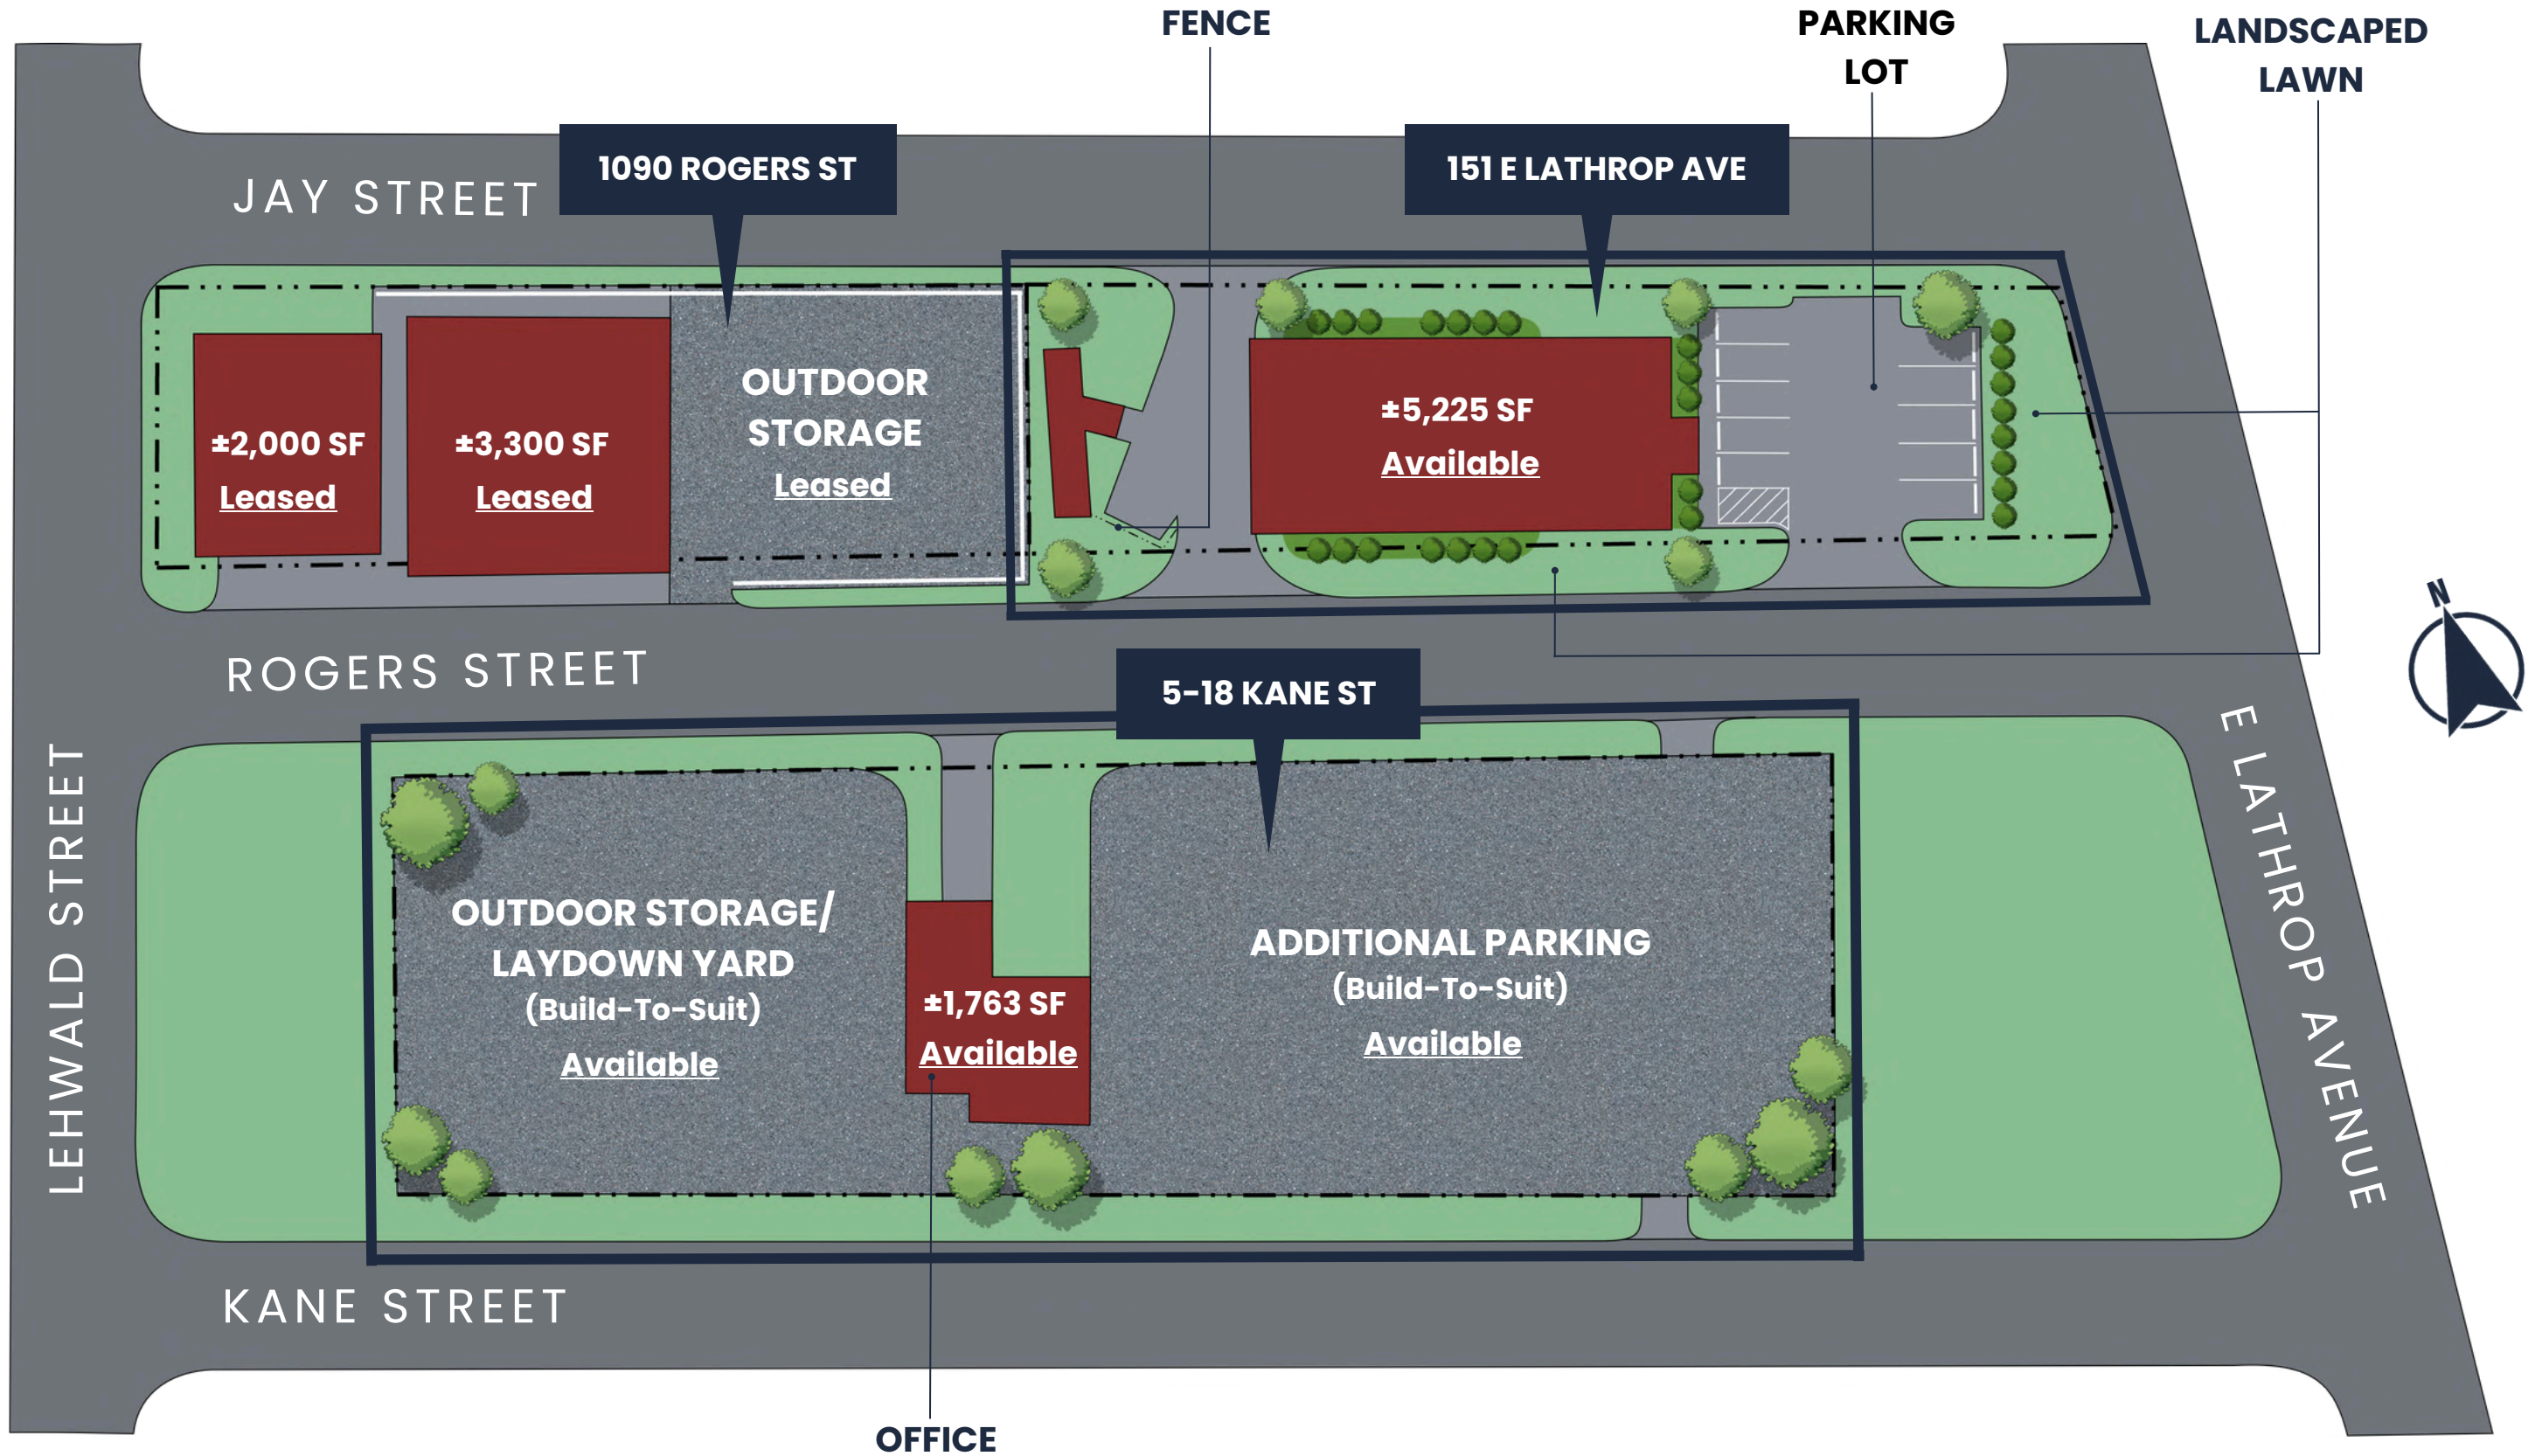 FENCE
PARKING
LOT
LANDSCAPED
LAWN
1090 ROGERS ST
151 E LATHROP AVE
JAY STREET
±2,000 SF
Leased
±3,300 SF
Leased
OUTDOOR
STORAGE
Leased
±5,225 SF
Available
N
ROGERS STREET
5-18 KANE ST
LEHWALD STREET
E LATHROP AVENUE
OUTDOOR STORAGE/
LAYDOWN YARD
(Build-To-Suit)
Available
±1,763 SF
Available
ADDITIONAL PARKING
(Build-To-Suit)
Available
KANE STREET
OFFICE